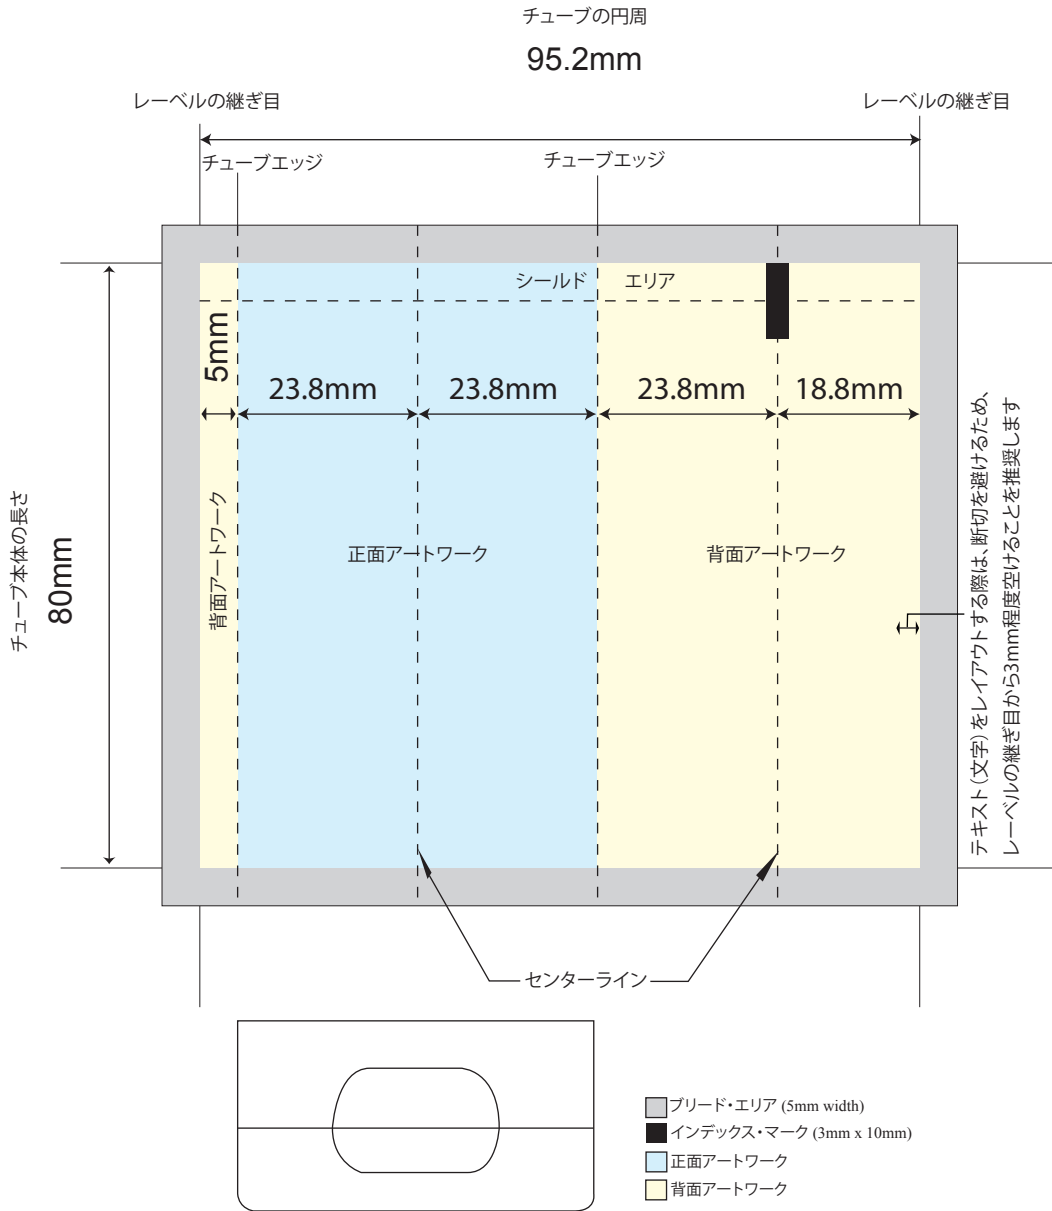 チューブの円周
95.2mm
レーベルの継ぎ目
レーベルの継ぎ目
チューブエッジ
チューブエッジ
シールド エリア
5mm
23.8mm
23.8mm
23.8mm
18.8mm
チューブ本体の長さ
80mm
背面アートワーク
正面アートワーク
背面アートワーク
テキスト(文字)をレイアウトする際は、断切を避けるため、
レーベルの継ぎ目から3mm程度空けることを推奨します
センターライン
ブリード・エリア (5mm width)
インデックス・マーク (3mm x 10mm)
正面アートワーク
背面アートワーク